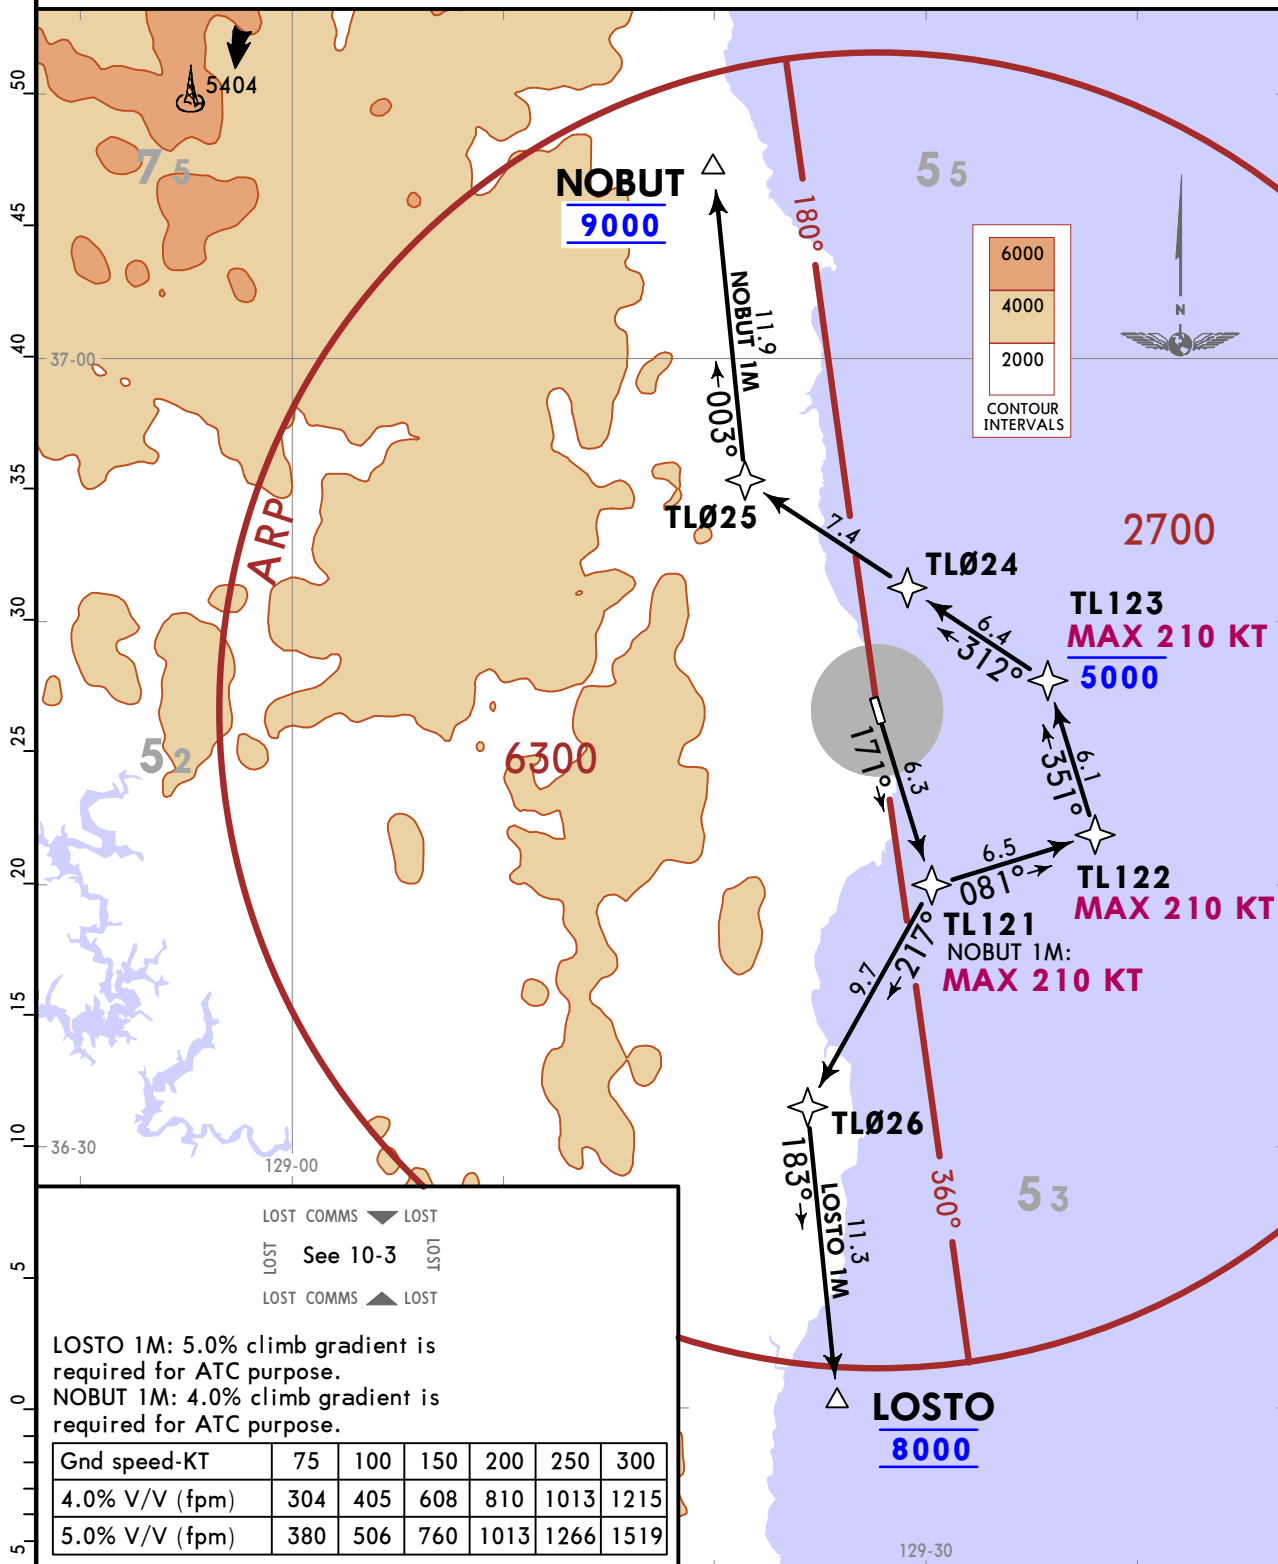 5404
50
7 5
5 5
NOBUT
9000
180°
45
6000
4000
2000
CONTOUR
INTERVALS
N
NOBUT 1M
11.9
40
37-00
003°
35
TLØ25
ARP
7.4
2700
TLØ24
TL123
MAX 210 KT
5000
30
6.4
312°
25
5 2
6300
171°
6.3
351°
6.1
20
6.5
081°
TL122
MAX 210 KT
TL121
NOBUT 1M:
MAX 210 KT
217°
9.7
15
TLØ26
10
36-30
129-00
183°
LOSTO 1M
11.3
360°
5 3
LOST COMMS LOST
LOST
See 10-3
LOST
LOST COMMS LOST
5
LOSTO 1M: 5.0% climb gradient is
required for ATC purpose.
NOBUT 1M: 4.0% climb gradient is
required for ATC purpose.
0
LOSTO
8000
Gnd speed-KT 75 100 150 200 250 300
4.0% V/V (fpm) 304 405 608 810 1013 1215
5.0% V/V (fpm) 380 506 760 1013 1266 1519
5
129-30